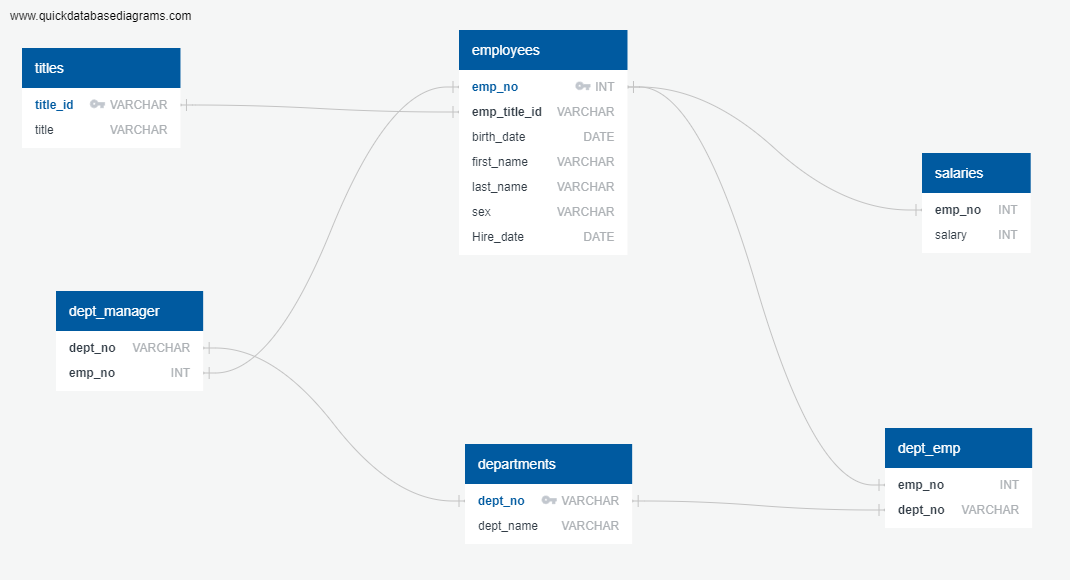 www.quickdatabasediagrams.com
titles
title_id VARCHAR
title VARCHAR
employees
emp_no INT
emp_title_id VARCHAR
birth_date DATE
first_name VARCHAR
last_name VARCHAR
sex VARCHAR
Hire_date DATE
salaries
emp_no INT
salary INT
dept_manager
dept_no VARCHAR
emp_no INT
departments
dept_no VARCHAR
dept_name VARCHAR
dept_emp
emp_no INT
dept_no VARCHAR